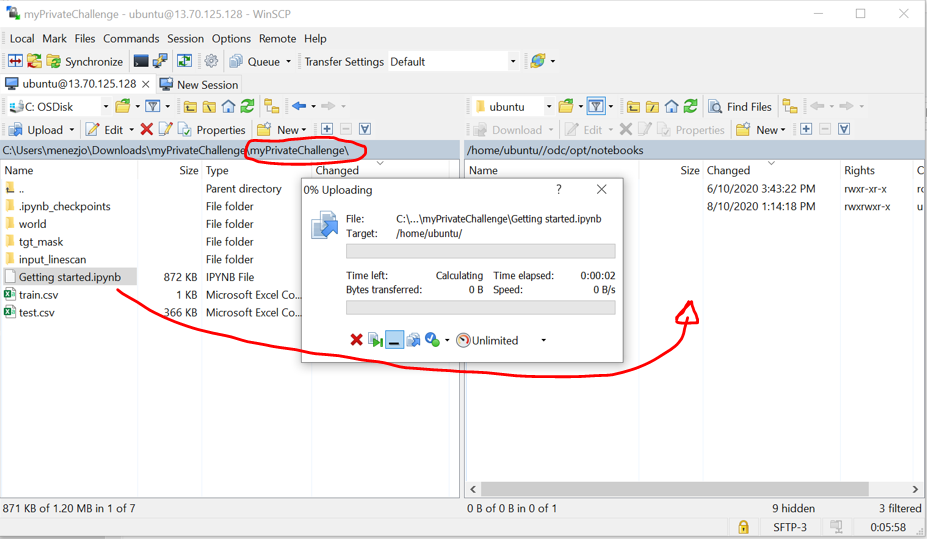 myPrivateChallenge - ubuntu@13.70.125.128 - WinSCP
Local Mark Files Commands Session Options Remote Help
Synchronize Queue Transfer Settings Default
ubuntu@13.70.125.128 New Session
C: OSDisk ubuntu Find Files
Upload Edit Properties New Download Edit Properties New
C:\Users\menezjo\Downloads\myPrivateChallenge\myPrivateChallenge\ /home/ubuntu//odc/opt/notebooks
Name Size Type Changed Name Size Changed Rights
.. Parent directory 6/10/2020 3:43:22 PM rwxr-xr-x
.ipynb_checkpoints File folder 8/10/2020 1:14:18 PM rwxrwxr-x
world File folder
tgt_mask File folder
input_linescan File folder
Getting started.ipynb 872 KB IPYNB File
train.csv 1 KB Microsoft Excel Co...
test.csv 366 KB Microsoft Excel Co...
0% Uploading ?
File: C:\...\myPrivateChallenge\Getting started.ipynb
Target: /home/ubuntu/
Time left: Calculating Time elapsed: 0:00:02
Bytes transferred: 0 B Speed: 0 B/s
Unlimited
871 KB of 1.20 MB in 1 of 7 0 B of 0 B in 0 of 1 9 hidden 3 filtered
SFTP-3 0:05:58